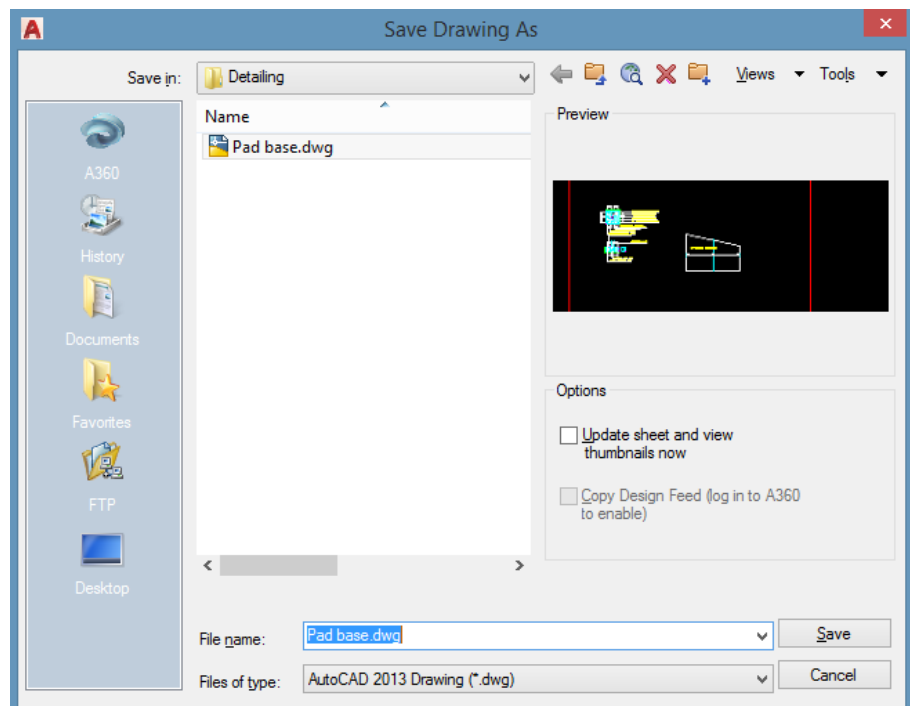 Save Drawing As
Save in: Detailing Views Tools
Name
Pad base.dwg
A360
History
Documents
Favorites
FTP
Desktop
Preview
Options
Update sheet and view
thumbnails now
Copy Design Feed (log in to A360
to enable)
File name: Pad base.dwg Save
Files of type: AutoCAD 2013 Drawing (*.dwg) Cancel